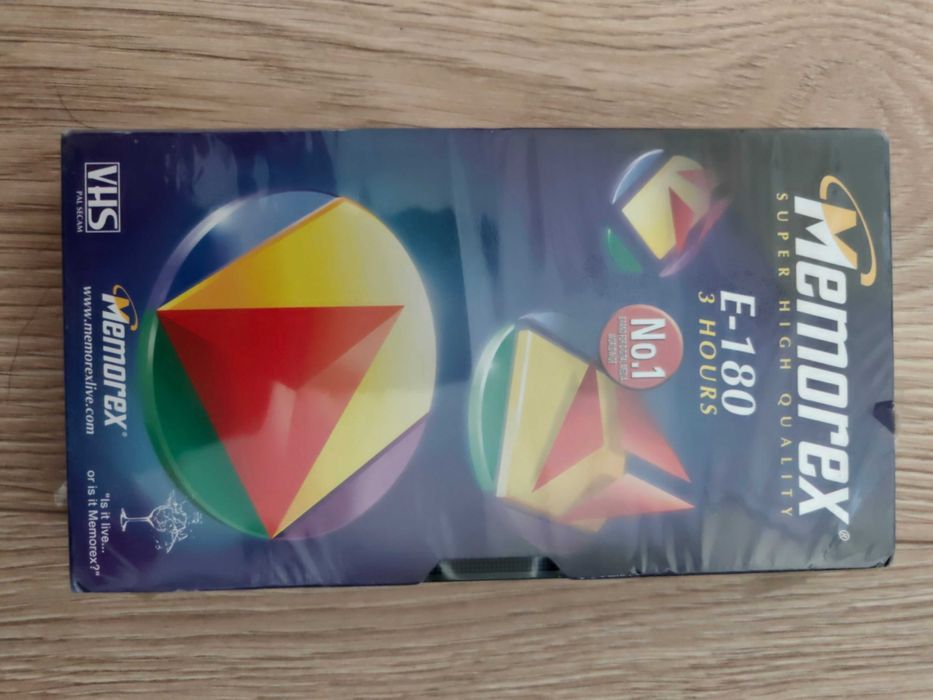 Memorex®
SUPER HIGH QUALITY
E-180
3 HOURS
No.1
VHS
PAL SECAM
Memorex®
www.memorexlive.com
"Is it live...
or is it Memorex?"